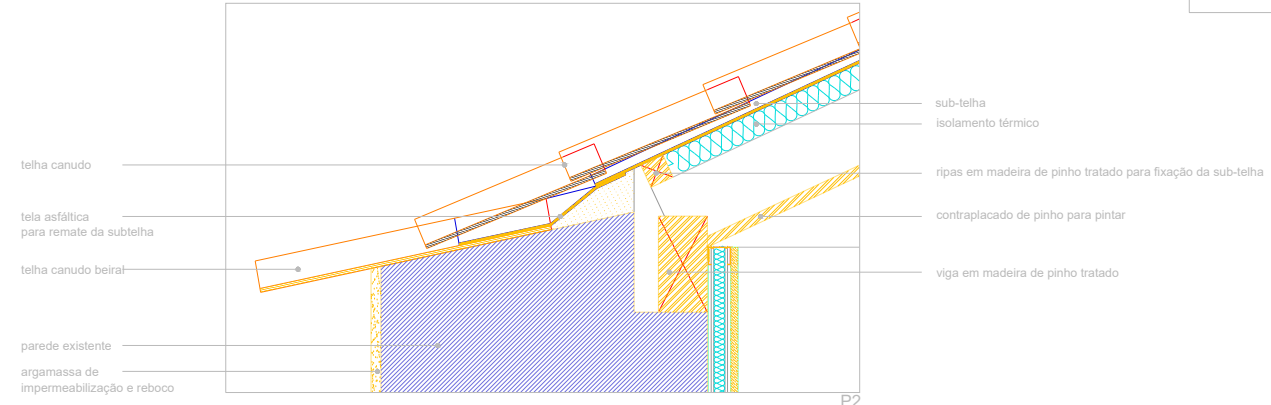 telha canudo
tela asfáltica
para remate da subtelha
telha canudo beiral
parede existente
argamassa de
impermeabilização e reboco
sub-telha
isolamento térmico
ripas em madeira de pinho tratado para fixação da sub-telha
contraplacado de pinho para pintar
viga em madeira de pinho tratado
P2